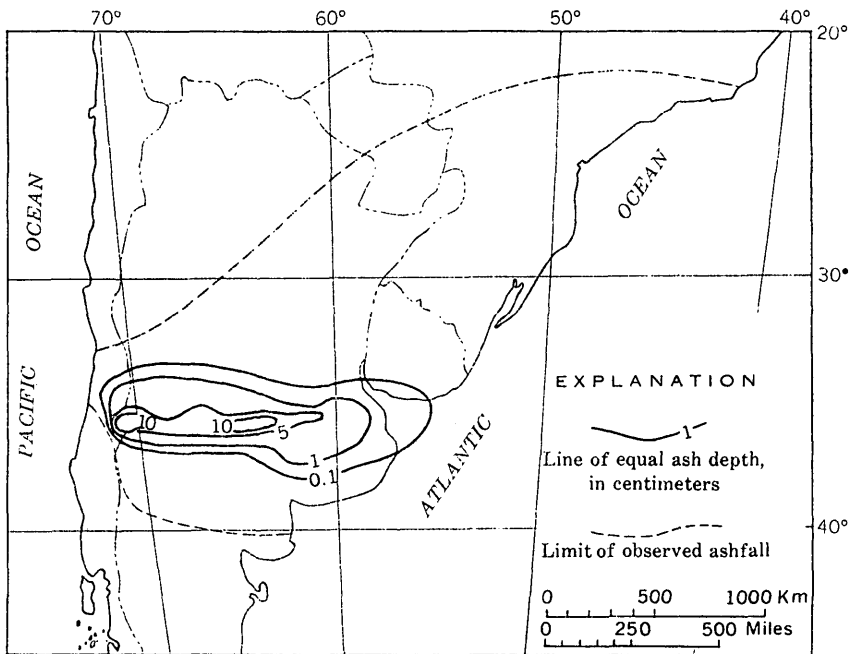 70°
60°
50°
40°
20°
OCEAN
OCEAN
30°
PACIFIC
ATLANTIC
EXPLANATION
1
Line of equal ash depth,
in centimeters
10
10
5
1
0.1
40°
Limit of observed ashfall
0 500 1000 Km
0 250 500 Miles